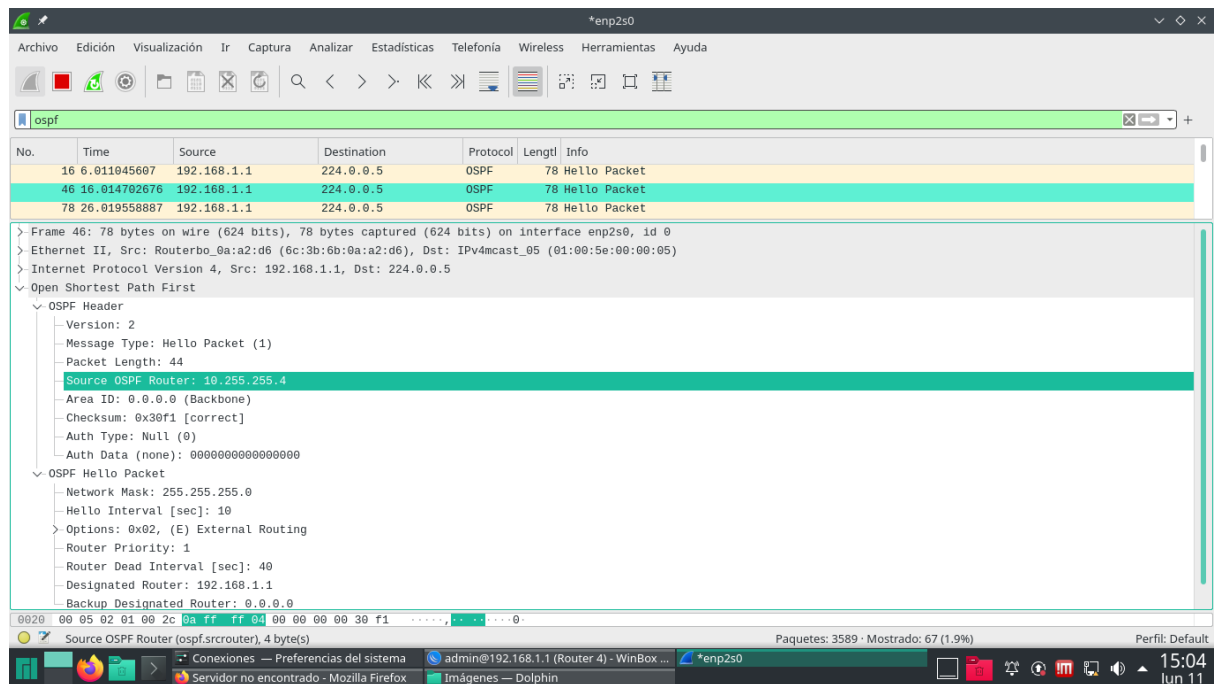 *enp2s0
Archivo Edición Visualización Ir Captura Analizar Estadísticas Telefonía Wireless Herramientas Ayuda
ospf
No. Time Source Destination Protocol Lengtl Info
16 6.011045607 192.168.1.1 224.0.0.5 OSPF 78 Hello Packet
46 16.014702676 192.168.1.1 224.0.0.5 OSPF 78 Hello Packet
78 26.019558887 192.168.1.1 224.0.0.5 OSPF 78 Hello Packet
Frame 46: 78 bytes on wire (624 bits), 78 bytes captured (624 bits) on interface enp2s0, id 0
Ethernet II, Src: Routerbo_0a:a2:d6 (6c:3b:6b:0a:a2:d6), Dst: IPv4mcast_05 (01:00:5e:00:00:05)
Internet Protocol Version 4, Src: 192.168.1.1, Dst: 224.0.0.5
Open Shortest Path First
OSPF Header
Version: 2
Message Type: Hello Packet (1)
Packet Length: 44
Source OSPF Router: 10.255.255.4
Area ID: 0.0.0.0 (Backbone)
Checksum: 0x30f1 [correct]
Auth Type: Null (0)
Auth Data (none): 0000000000000000
OSPF Hello Packet
Network Mask: 255.255.255.0
Hello Interval [sec]: 10
Options: 0x02, (E) External Routing
Router Priority: 1
Router Dead Interval [sec]: 40
Designated Router: 192.168.1.1
Backup Designated Router: 0.0.0.0
0020 00 05 02 01 00 2c 0a ff ff 04 00 00 00 00 30 f1 ·····,·· ······0·
Source OSPF Router (ospf.srcrouter), 4 byte(s) Paquetes: 3589 · Mostrado: 67 (1.9%) Perfil: Default
Conexiones — Preferencias del sistema admin@192.168.1.1 (Router 4) - WinBox ... *enp2s0 15:04
Servidor no encontrado - Mozilla Firefox Imágenes — Dolphin lun 11